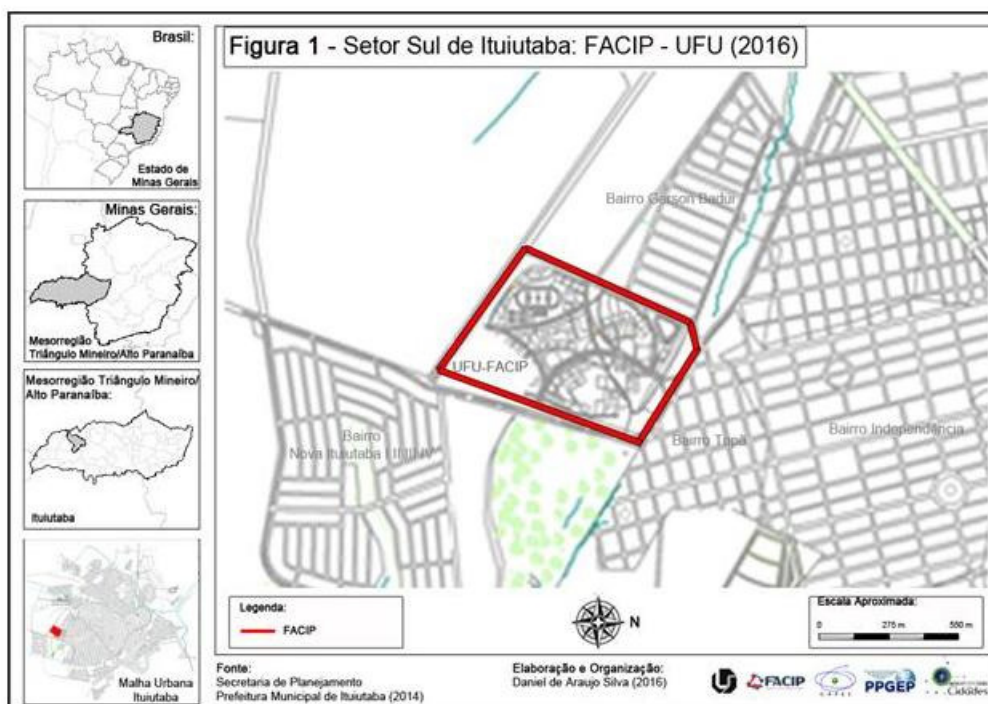 Brasil:
Estado de
Minas Gerais
Minas Gerais:
Mesorregião
Triângulo Mineiro/Alto Paranaíba
Mesorregião Triângulo Mineiro/
Alto Paranaíba:
Ituiutaba
Malha Urbana
Ituiutaba
Figura 1 - Setor Sul de Ituiutaba: FACIP - UFU (2016)
Bairro Gerson Badur
UFU-FACIP
Bairro
Nova Ituiutaba I II III IV
Bairro Tupã
Bairro Independência
Legenda:
FACIP
N
Escala Aproximada:
0 275 m 550 m
Fonte:
Secretaria de Planejamento
Prefeitura Municipal de Ituiutaba (2014)
Elaboração e Organização:
Daniel de Araujo Silva (2016)
FACIP
CAPES
PPGEP
Cidades